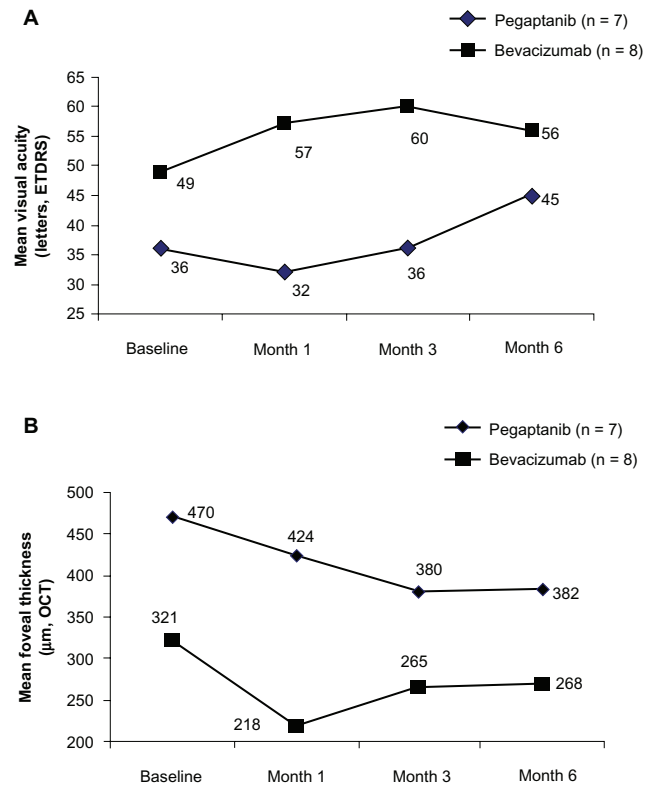 A
Pegaptanib (n = 7)
Bevacizumab (n = 8)
Mean visual acuity
(letters, ETDRS)
65
60
55
50
45
40
35
30
25
49
57
60
56
36
32
36
45
Baseline
Month 1
Month 3
Month 6
B
Pegaptanib (n = 7)
Bevacizumab (n = 8)
Mean foveal thickness
(µm, OCT)
500
450
400
350
300
250
200
470
424
380
382
321
218
265
268
Baseline
Month 1
Month 3
Month 6